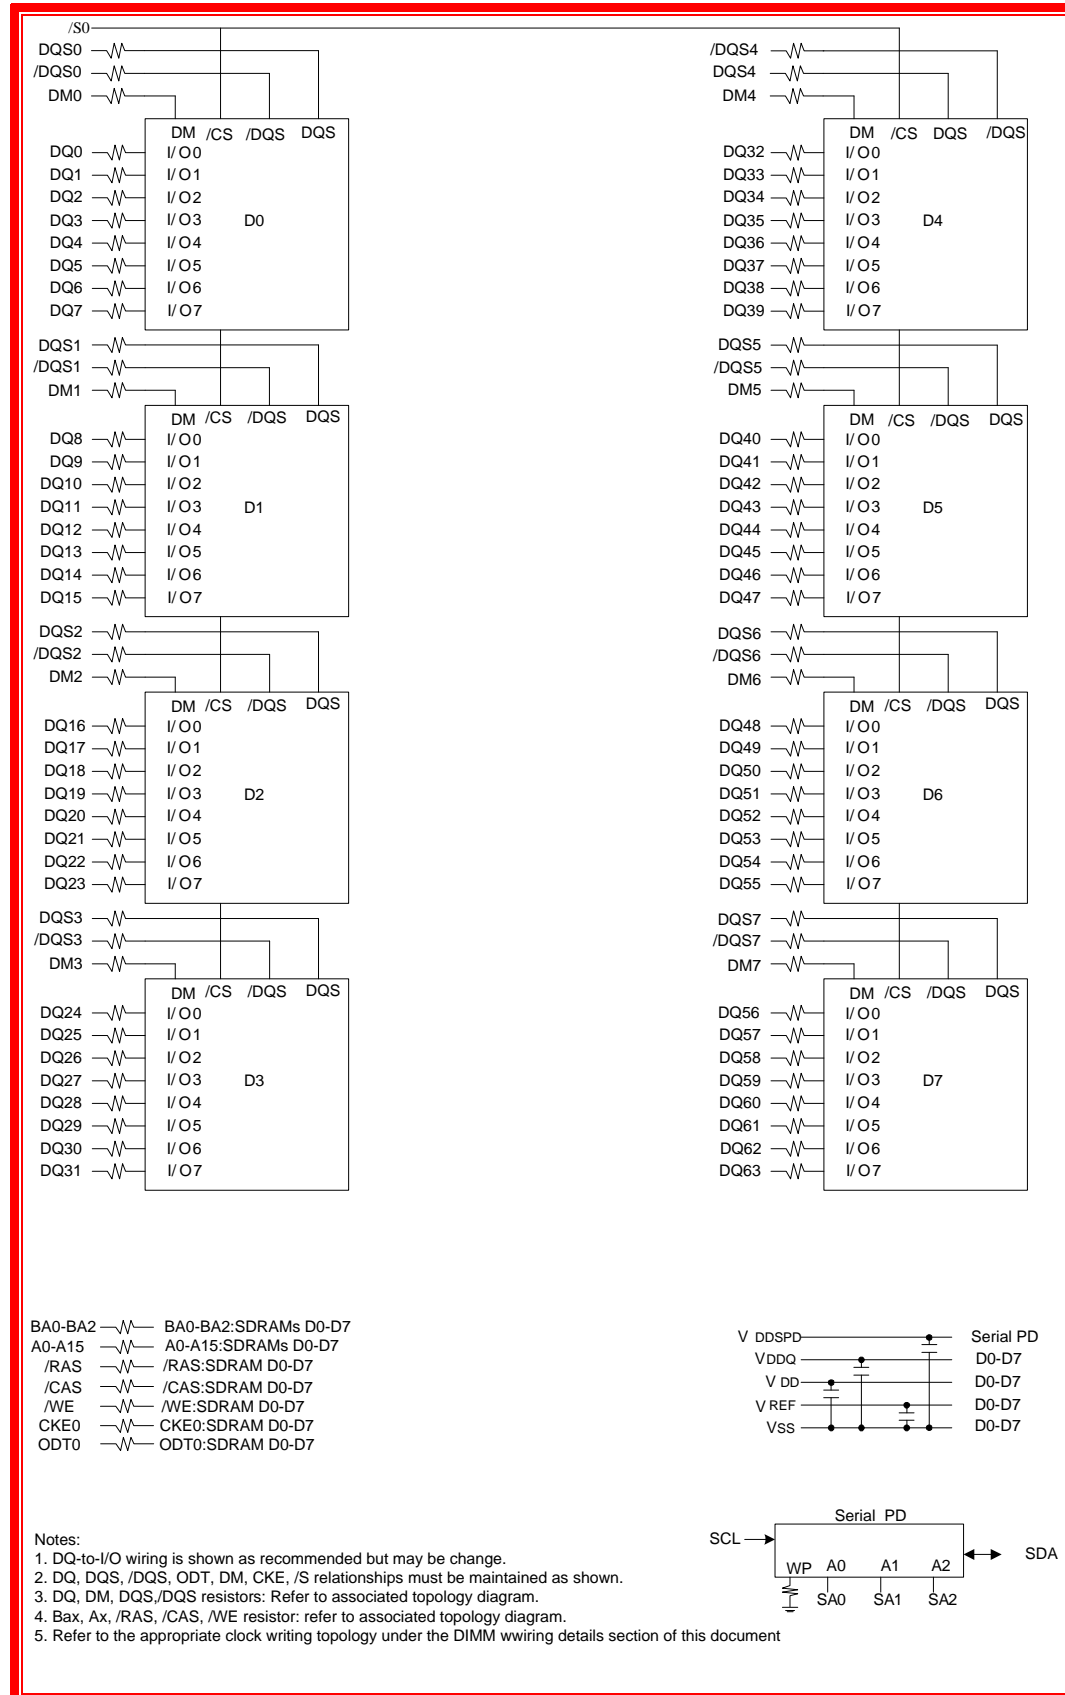 /S0
DQS0
/DQS0
DM0
DM /CS /DQS DQS
DQ0 I/O0
DQ1 I/O1
DQ2 I/O2
DQ3 I/O3 D0
DQ4 I/O4
DQ5 I/O5
DQ6 I/O6
DQ7 I/O7
DQS1
/DQS1
DM1
DM /CS /DQS DQS
DQ8 I/O0
DQ9 I/O1
DQ10 I/O2
DQ11 I/O3 D1
DQ12 I/O4
DQ13 I/O5
DQ14 I/O6
DQ15 I/O7
DQS2
/DQS2
DM2
DM /CS /DQS DQS
DQ16 I/O0
DQ17 I/O1
DQ18 I/O2
DQ19 I/O3 D2
DQ20 I/O4
DQ21 I/O5
DQ22 I/O6
DQ23 I/O7
DQS3
/DQS3
DM3
DM /CS /DQS DQS
DQ24 I/O0
DQ25 I/O1
DQ26 I/O2
DQ27 I/O3 D3
DQ28 I/O4
DQ29 I/O5
DQ30 I/O6
DQ31 I/O7
/DQS4
DQS4
DM4
DM /CS DQS /DQS
DQ32 I/O0
DQ33 I/O1
DQ34 I/O2
DQ35 I/O3 D4
DQ36 I/O4
DQ37 I/O5
DQ38 I/O6
DQ39 I/O7
DQS5
/DQS5
DM5
DM /CS /DQS DQS
DQ40 I/O0
DQ41 I/O1
DQ42 I/O2
DQ43 I/O3 D5
DQ44 I/O4
DQ45 I/O5
DQ46 I/O6
DQ47 I/O7
DQS6
/DQS6
DM6
DM /CS /DQS DQS
DQ48 I/O0
DQ49 I/O1
DQ50 I/O2
DQ51 I/O3 D6
DQ52 I/O4
DQ53 I/O5
DQ54 I/O6
DQ55 I/O7
DQS7
/DQS7
DM7
DM /CS /DQS DQS
DQ56 I/O0
DQ57 I/O1
DQ58 I/O2
DQ59 I/O3 D7
DQ60 I/O4
DQ61 I/O5
DQ62 I/O6
DQ63 I/O7
BA0-BA2 BA0-BA2:SDRAMs D0-D7
A0-A15 A0-A15:SDRAMs D0-D7
/RAS /RAS:SDRAM D0-D7
/CAS /CAS:SDRAM D0-D7
/WE /WE:SDRAM D0-D7
CKE0 CKE0:SDRAM D0-D7
ODT0 ODT0:SDRAM D0-D7
V DDSPD Serial PD
VDDQ D0-D7
V DD D0-D7
V REF D0-D7
VSS D0-D7
Serial PD
SCL
SDA
WP A0 A1 A2
SA0 SA1 SA2
Notes:
1. DQ-to-I/O wiring is shown as recommended but may be change.
2. DQ, DQS, /DQS, ODT, DM, CKE, /S relationships must be maintained as shown.
3. DQ, DM, DQS,/DQS resistors: Refer to associated topology diagram.
4. Bax, Ax, /RAS, /CAS, /WE resistor: refer to associated topology diagram.
5. Refer to the appropriate clock writing topology under the DIMM wwiring details section of this document